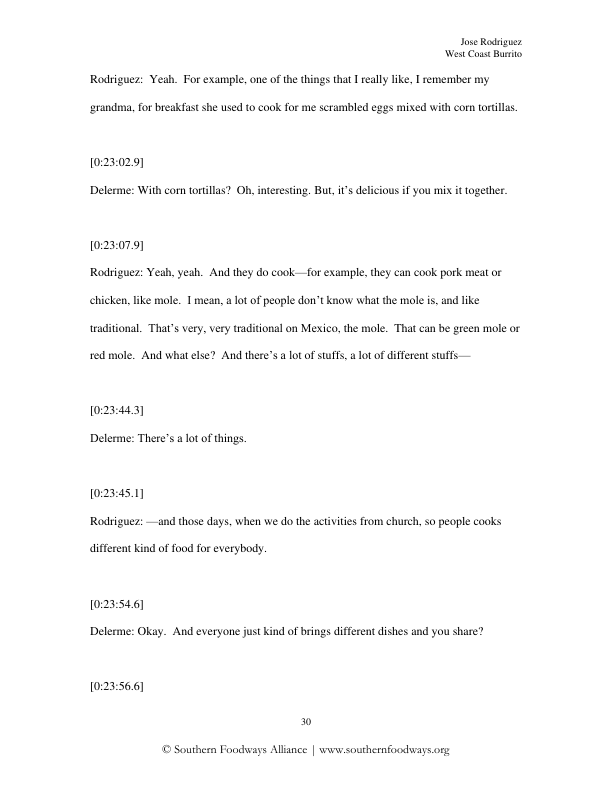 Jose Rodriguez
West Coast Burrito
Rodriguez:  Yeah.  For example, one of the things that I really like, I remember my
grandma, for breakfast she used to cook for me scrambled eggs mixed with corn tortillas.
[0:23:02.9]
Delerme: With corn tortillas?  Oh, interesting. But, it’s delicious if you mix it together.
[0:23:07.9]
Rodriguez: Yeah, yeah.  And they do cook—for example, they can cook pork meat or
chicken, like mole.  I mean, a lot of people don’t know what the mole is, and like
traditional.  That’s very, very traditional on Mexico, the mole.  That can be green mole or
red mole.  And what else?  And there’s a lot of stuffs, a lot of different stuffs—
[0:23:44.3]
Delerme: There’s a lot of things.
[0:23:45.1]
Rodriguez: —and those days, when we do the activities from church, so people cooks
different kind of food for everybody.
[0:23:54.6]
Delerme: Okay.  And everyone just kind of brings different dishes and you share?
[0:23:56.6]
30
© Southern Foodways Alliance | www.southernfoodways.org